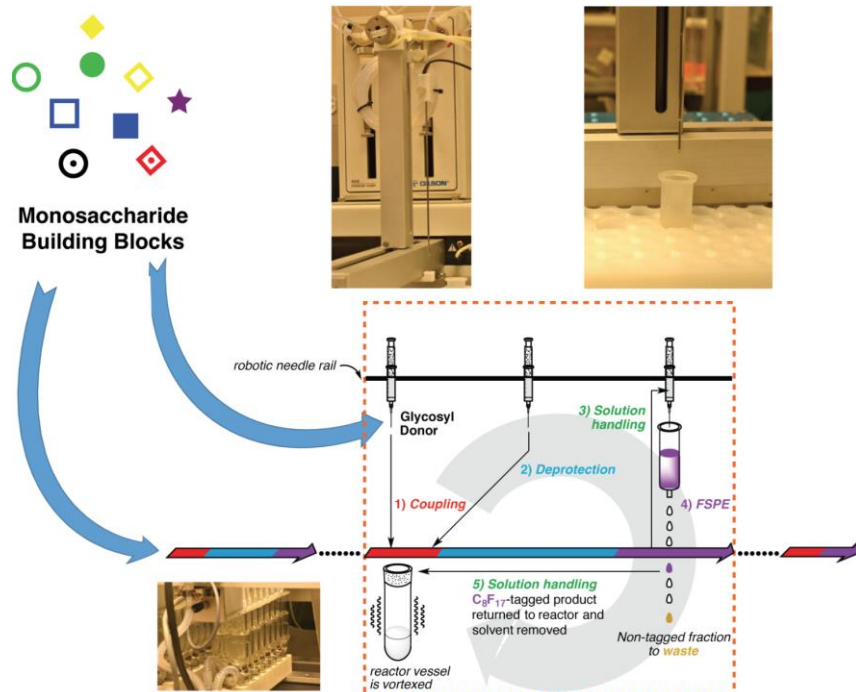 Monosaccharide
Building Blocks
GILSON
robotic needle rail
Glycosyl
Donor
3) Solution
handling
2) Deprotection
1) Coupling
4) FSPE
5) Solution handling
C₈F₁₇-tagged product
returned to reactor and
solvent removed
Non-tagged fraction
to waste
reactor vessel
is vortexed